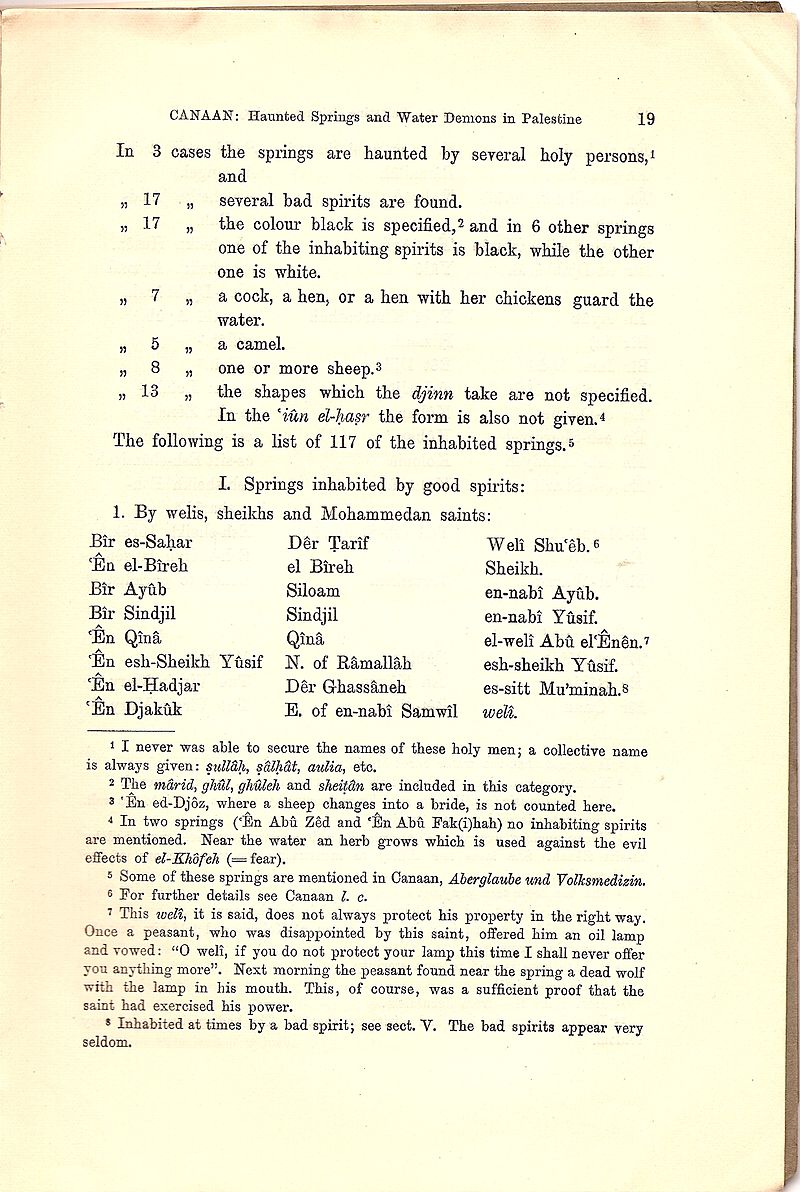 CANAAN: Haunted Springs and Water Demons in Palestine 19
In 3 cases the springs are haunted by several holy persons,¹
and
„ 17 „ several bad spirits are found.
„ 17 „ the colour black is specified,² and in 6 other springs
one of the inhabiting spirits is black, while the other
one is white.
„ 7 „ a cock, a hen, or a hen with her chickens guard the
water.
„ 5 „ a camel.
„ 8 „ one or more sheep.³
„ 13 „ the shapes which the djinn take are not specified.
In the ʿiûn el-ḥaṣr the form is also not given.⁴
The following is a list of 117 of the inhabited springs.⁵
I. Springs inhabited by good spirits:
1. By welis, sheikhs and Mohammedan saints:
Bîr es-Saḥar Dêr Ṭarîf Welî Shuʿêb.⁶
ʿÊn el-Bîreh el Bîreh Sheikh.
Bîr Ayûb Siloam en-nabî Ayûb.
Bîr Sindjil Sindjil en-nabî Yûsif.
ʿÊn Qînâ Qînâ el-welî Abû elʿÊnên.⁷
ʿÊn esh-Sheikh Yûsif N. of Râmallâh esh-sheikh Yûsif.
ʿÊn el-Ḥadjar Dêr Ghassâneh es-sitt Mu’minah.⁸
ʿÊn Djakûk E. of en-nabî Samwîl welî.
¹ I never was able to secure the names of these holy men; a collective name
is always given: ṣullâḥ, ṣâlḥât, aulia, etc.
² The mârid, ghûl, ghûleh and sheiṭân are included in this category.
³ ʿÊn ed-Djôz, where a sheep changes into a bride, is not counted here.
⁴ In two springs (ʿÊn Abû Zêd and ʿÊn Abû Fak(i)hah) no inhabiting spirits
are mentioned. Near the water an herb grows which is used against the evil
effects of el-Khôfeh (= fear).
⁵ Some of these springs are mentioned in Canaan, Aberglaube und Volksmedizin.
⁶ For further details see Canaan l. c.
⁷ This welî, it is said, does not always protect his property in the right way.
Once a peasant, who was disappointed by this saint, offered him an oil lamp
and vowed: “O welî, if you do not protect your lamp this time I shall never offer
you anything more”. Next morning the peasant found near the spring a dead wolf
with the lamp in his mouth. This, of course, was a sufficient proof that the
saint had exercised his power.
⁸ Inhabited at times by a bad spirit; see sect. V. The bad spirits appear very
seldom.